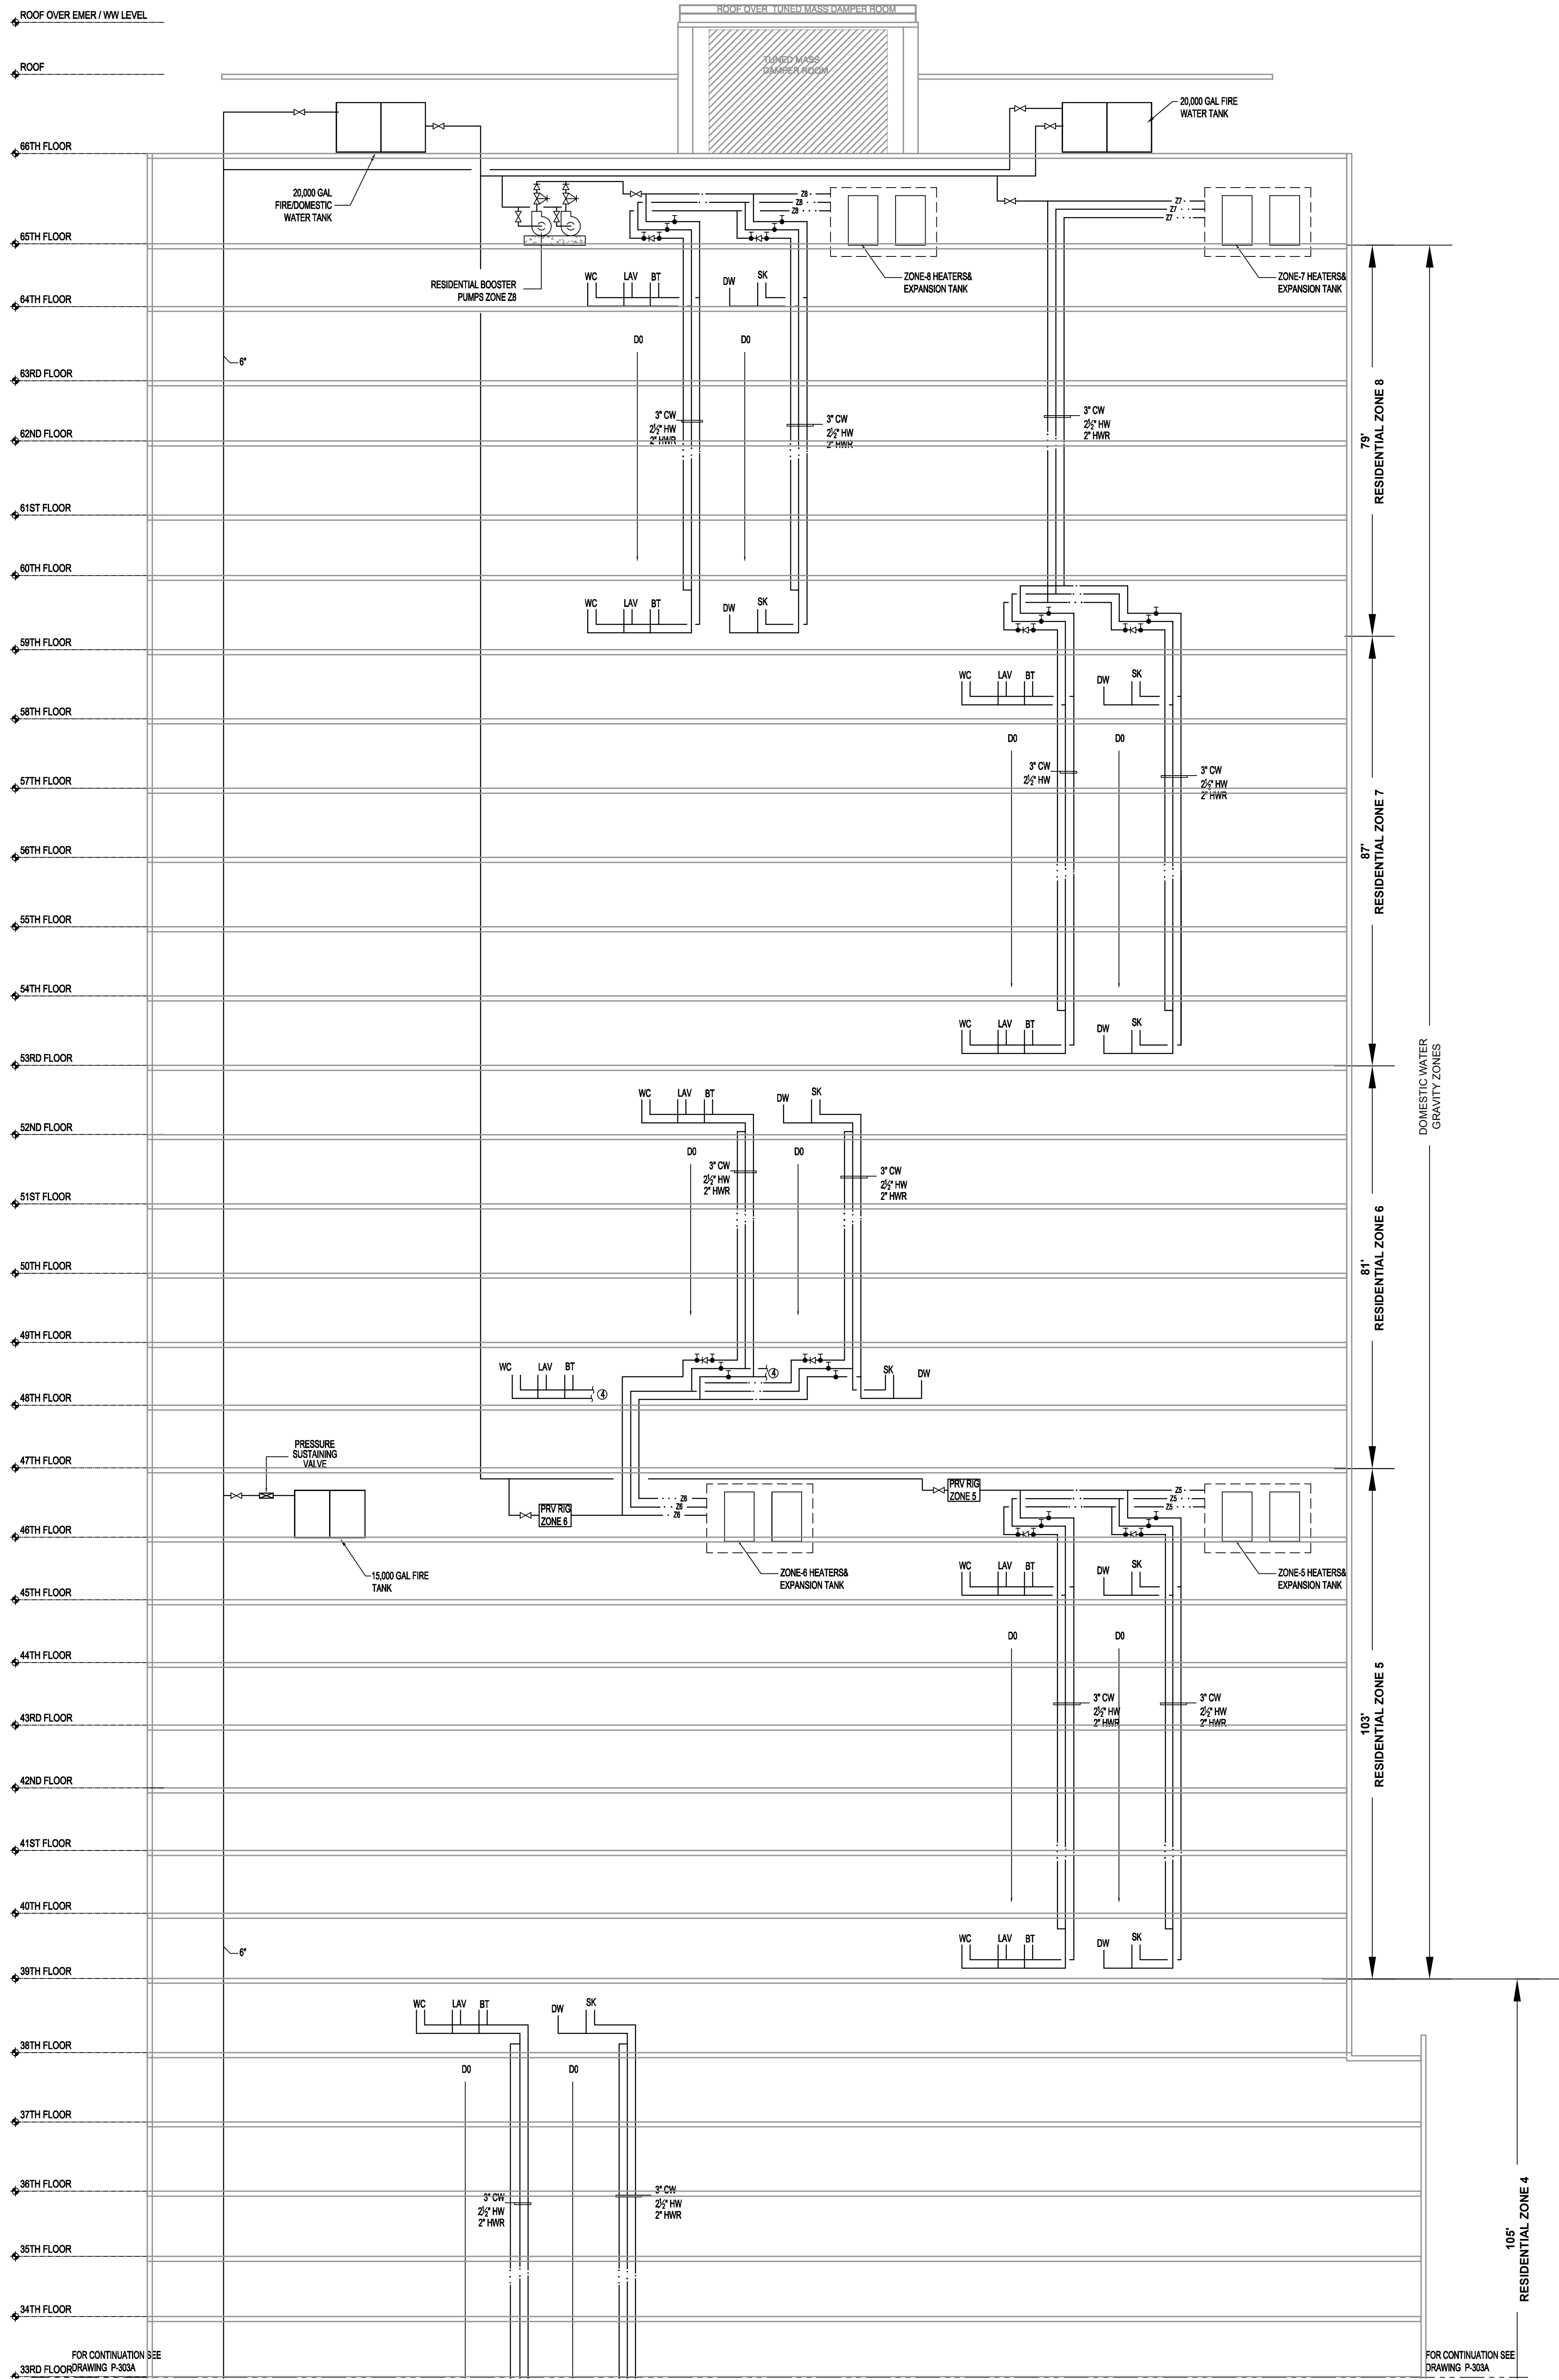 ROOF OVER EMER / WW LEVEL
ROOF OVER TUNED MASS DAMPER ROOM
ROOF
TUNED MASS
DAMPER ROOM
20,000 GAL FIRE
WATER TANK
66TH FLOOR
20,000 GAL
FIRE/DOMESTIC
WATER TANK
Z8
Z8
Z8
Z7
Z7
Z7
65TH FLOOR
RESIDENTIAL BOOSTER
PUMPS ZONE Z8
WC LAV BT DW SK
ZONE-8 HEATERS&
EXPANSION TANK
ZONE-7 HEATERS&
EXPANSION TANK
64TH FLOOR
D0 D0
6"
63RD FLOOR
79'
RESIDENTIAL ZONE 8
3" CW
2½" HW
2" HWR
3" CW
2½" HW
2" HWR
3" CW
2½" HW
2" HWR
62ND FLOOR
61ST FLOOR
60TH FLOOR
WC LAV BT DW SK
59TH FLOOR
WC LAV BT DW SK
58TH FLOOR
D0 D0
3" CW
2½" HW
3" CW
2½" HW
2" HWR
57TH FLOOR
87'
RESIDENTIAL ZONE 7
56TH FLOOR
55TH FLOOR
54TH FLOOR
WC LAV BT DW SK
53RD FLOOR
DOMESTIC WATER
GRAVITY ZONES
WC LAV BT DW SK
52ND FLOOR
D0 D0
3" CW
2½" HW
2" HWR
3" CW
2½" HW
2" HWR
51ST FLOOR
81'
RESIDENTIAL ZONE 6
50TH FLOOR
49TH FLOOR
WC LAV BT 4
4
SK DW
48TH FLOOR
PRESSURE
SUSTAINING
VALVE
47TH FLOOR
PRV RIG
ZONE 5
PRV RIG
ZONE 6
Z6
Z6
Z6
Z5
Z5
Z5
46TH FLOOR
15,000 GAL FIRE
TANK
ZONE-6 HEATERS&
EXPANSION TANK
WC LAV BT DW SK
ZONE-5 HEATERS&
EXPANSION TANK
45TH FLOOR
D0 D0
44TH FLOOR
103'
RESIDENTIAL ZONE 5
3" CW
2½" HW
2" HWR
3" CW
2½" HW
2" HWR
43RD FLOOR
42ND FLOOR
41ST FLOOR
40TH FLOOR
6"
WC LAV BT DW SK
39TH FLOOR
WC LAV BT DW SK
38TH FLOOR
D0 D0
37TH FLOOR
36TH FLOOR
3" CW
2½" HW
2" HWR
3" CW
2½" HW
2" HWR
105'
RESIDENTIAL ZONE 4
35TH FLOOR
34TH FLOOR
33RD FLOOR
FOR CONTINUATION SEE
DRAWING P-303A
FOR CONTINUATION SEE
DRAWING P-303A